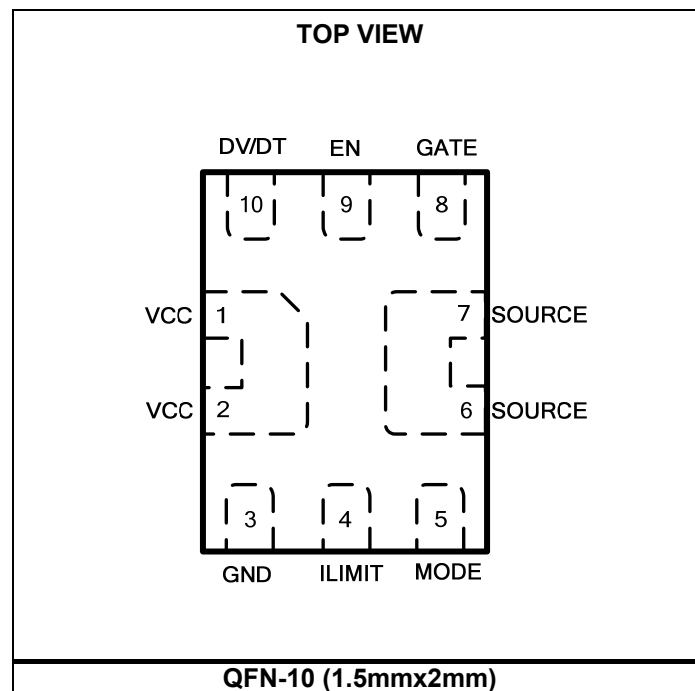 TOP VIEW
DV/DT EN GATE
10 9 8
VCC 1 7 SOURCE
VCC 2 6 SOURCE
3 4 5
GND ILIMIT MODE
QFN-10 (1.5mmx2mm)